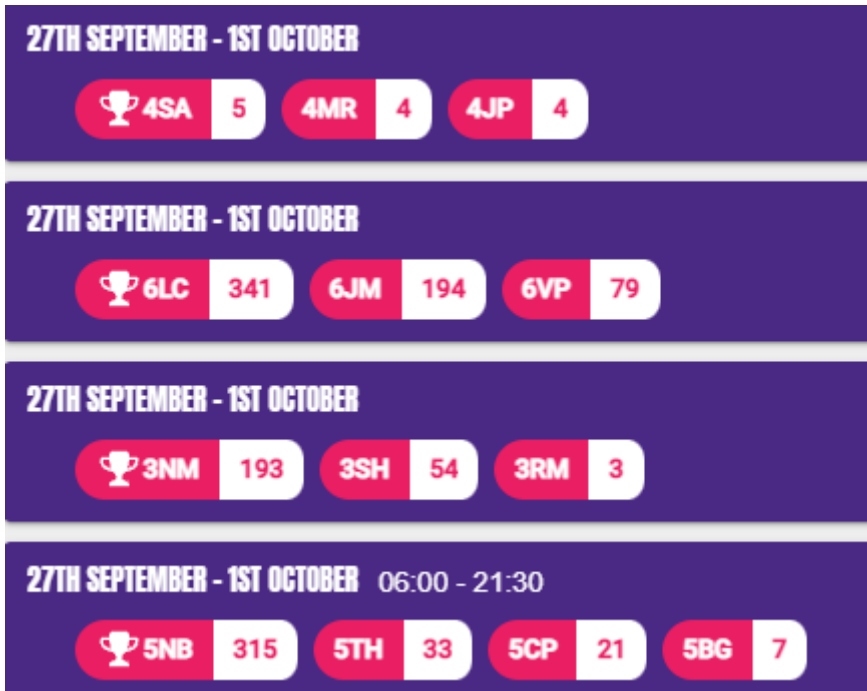 27TH SEPTEMBER - 1ST OCTOBER
4SA 5 4MR 4 4JP 4
27TH SEPTEMBER - 1ST OCTOBER
6LC 341 6JM 194 6VP 79
27TH SEPTEMBER - 1ST OCTOBER
3NM 193 3SH 54 3RM 3
27TH SEPTEMBER - 1ST OCTOBER 06:00 - 21:30
5NB 315 5TH 33 5CP 21 5BG 7